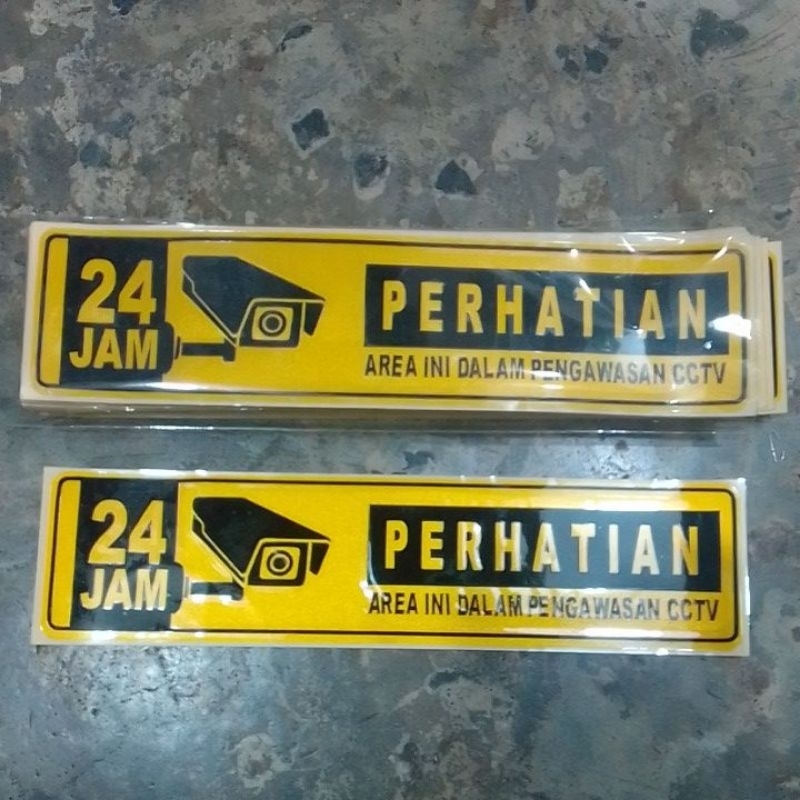 24
JAM
PERHATIAN
AREA INI DALAM PENGAWASAN CCTV
24
JAM
PERHATIAN
AREA INI DALAM PENGAWASAN CCTV